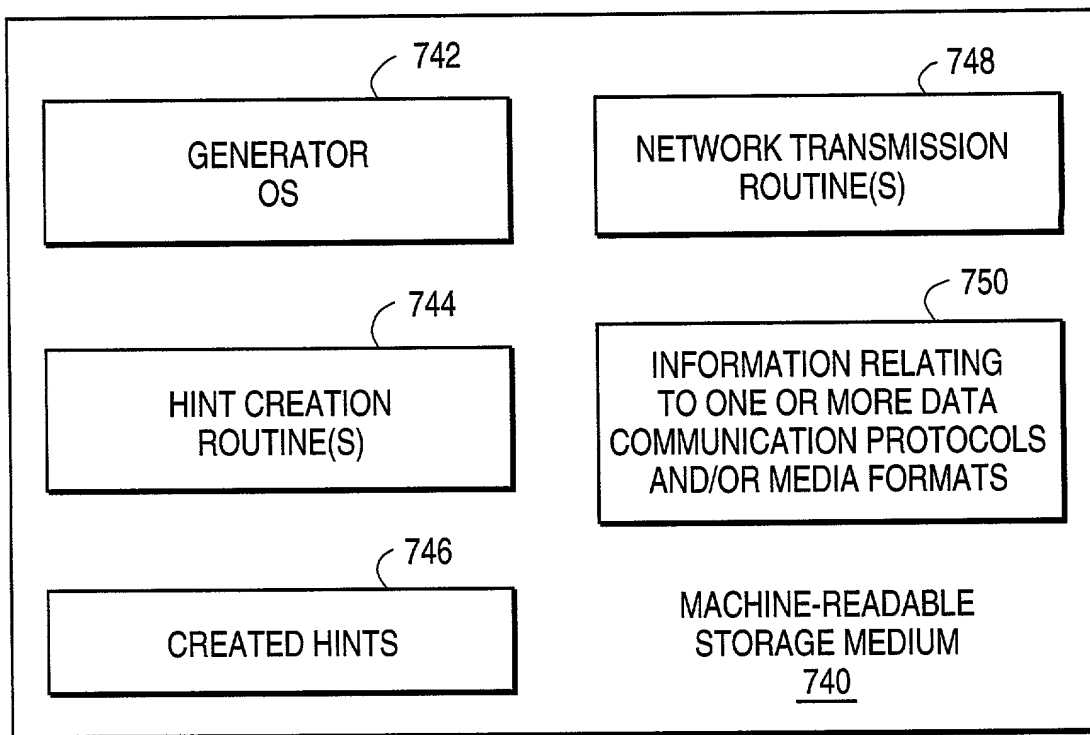 742
GENERATOR
OS
748
NETWORK TRANSMISSION
ROUTINE(S)
744
HINT CREATION
ROUTINE(S)
750
INFORMATION RELATING
TO ONE OR MORE DATA
COMMUNICATION PROTOCOLS
AND/OR MEDIA FORMATS
746
CREATED HINTS
MACHINE-READABLE
STORAGE MEDIUM
740